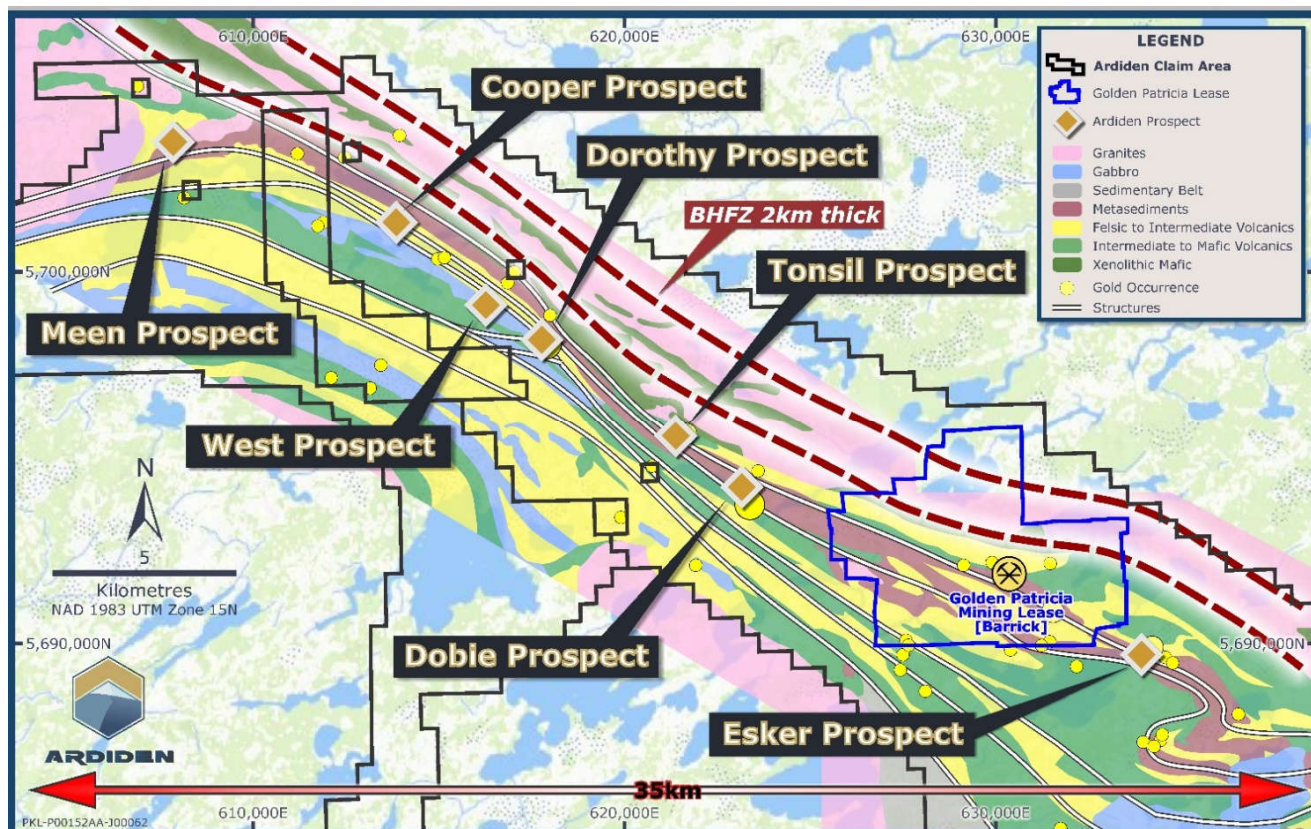 610,000E
620,000E
630,000E
LEGEND
Ardiden Claim Area
Golden Patricia Lease
Ardiden Prospect
Granites
Gabbro
Sedimentary Belt
Metasediments
Felsic to Intermediate Volcanics
Intermediate to Mafic Volcanics
Xenolithic Mafic
Gold Occurrence
Structures
Cooper Prospect
Dorothy Prospect
BHFZ 2km thick
Tonsil Prospect
5,700,000N
Meen Prospect
West Prospect
N
5
Kilometres
NAD 1983 UTM Zone 15N
Golden Patricia
Mining Lease
[Barrick]
5,690,000N
5,690,000N
Dobie Prospect
Esker Prospect
ARDIDEN
35km
610,000E
620,000E
630,000E
PKL-P00152AA-J00062